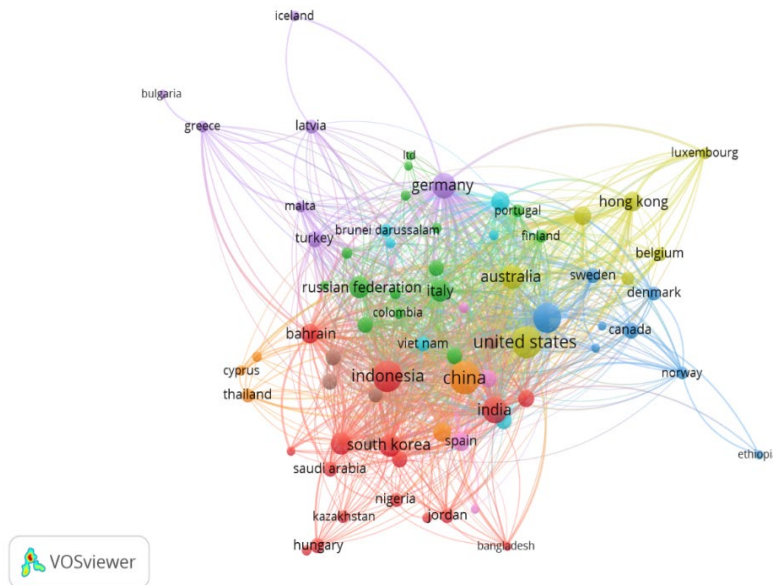 iceland
bulgaria
greece
latvia
ltd
luxembourg
germany
malta
portugal
hong kong
brunei darussalam
turkey
finland
belgium
australia
sweden
russian federation
italy
denmark
colombia
bahrain
canada
viet nam
united states
cyprus
indonesia
china
norway
thailand
india
south korea
spain
ethiopi
saudi arabia
nigeria
kazakhstan
jordan
hungary
bangladesh
VOSviewer